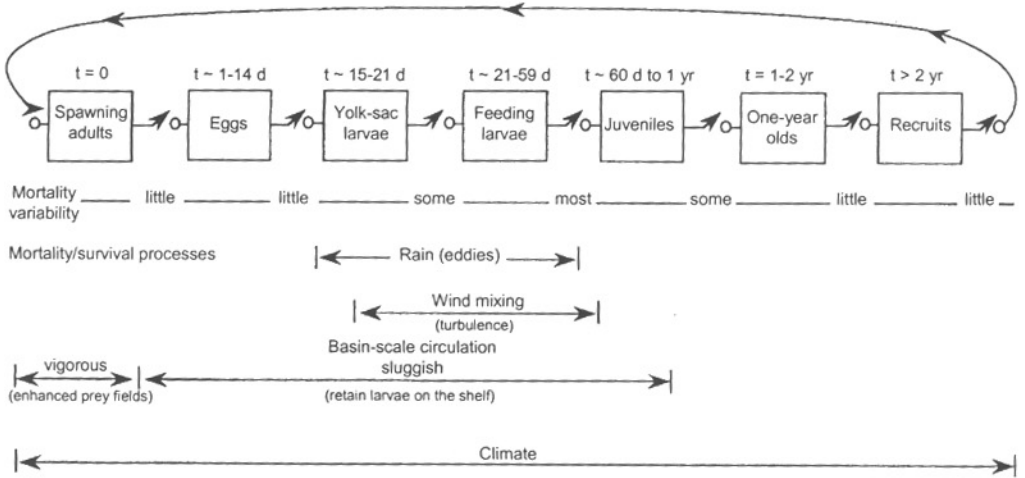 t = 0 t ~ 1-14 d t ~ 15-21 d t ~ 21-59 d t ~ 60 d to 1 yr t = 1-2 yr t > 2 yr
Spawning
adults
Eggs
Yolk-sac
larvae
Feeding
larvae
Juveniles
One-year
olds
Recruits
Mortality
variability
little little some most some little little
Mortality/survival processes
Rain (eddies)
Wind mixing
(turbulence)
Basin-scale circulation
vigorous
sluggish
(enhanced prey fields)
(retain larvae on the shelf)
Climate